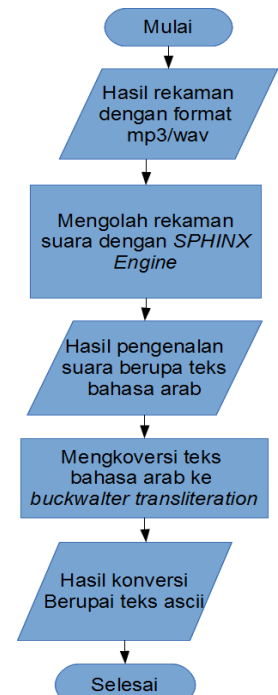 Mulai
Hasil rekaman
dengan format
mp3/wav
Mengolah rekaman
suara dengan SPHINX
Engine
Hasil pengenalan
suara berupa teks
bahasa arab
Mengkoversi teks
bahasa arab ke
buckwalter transliteration
Hasil konversi
Berupai teks ascii
Selesai